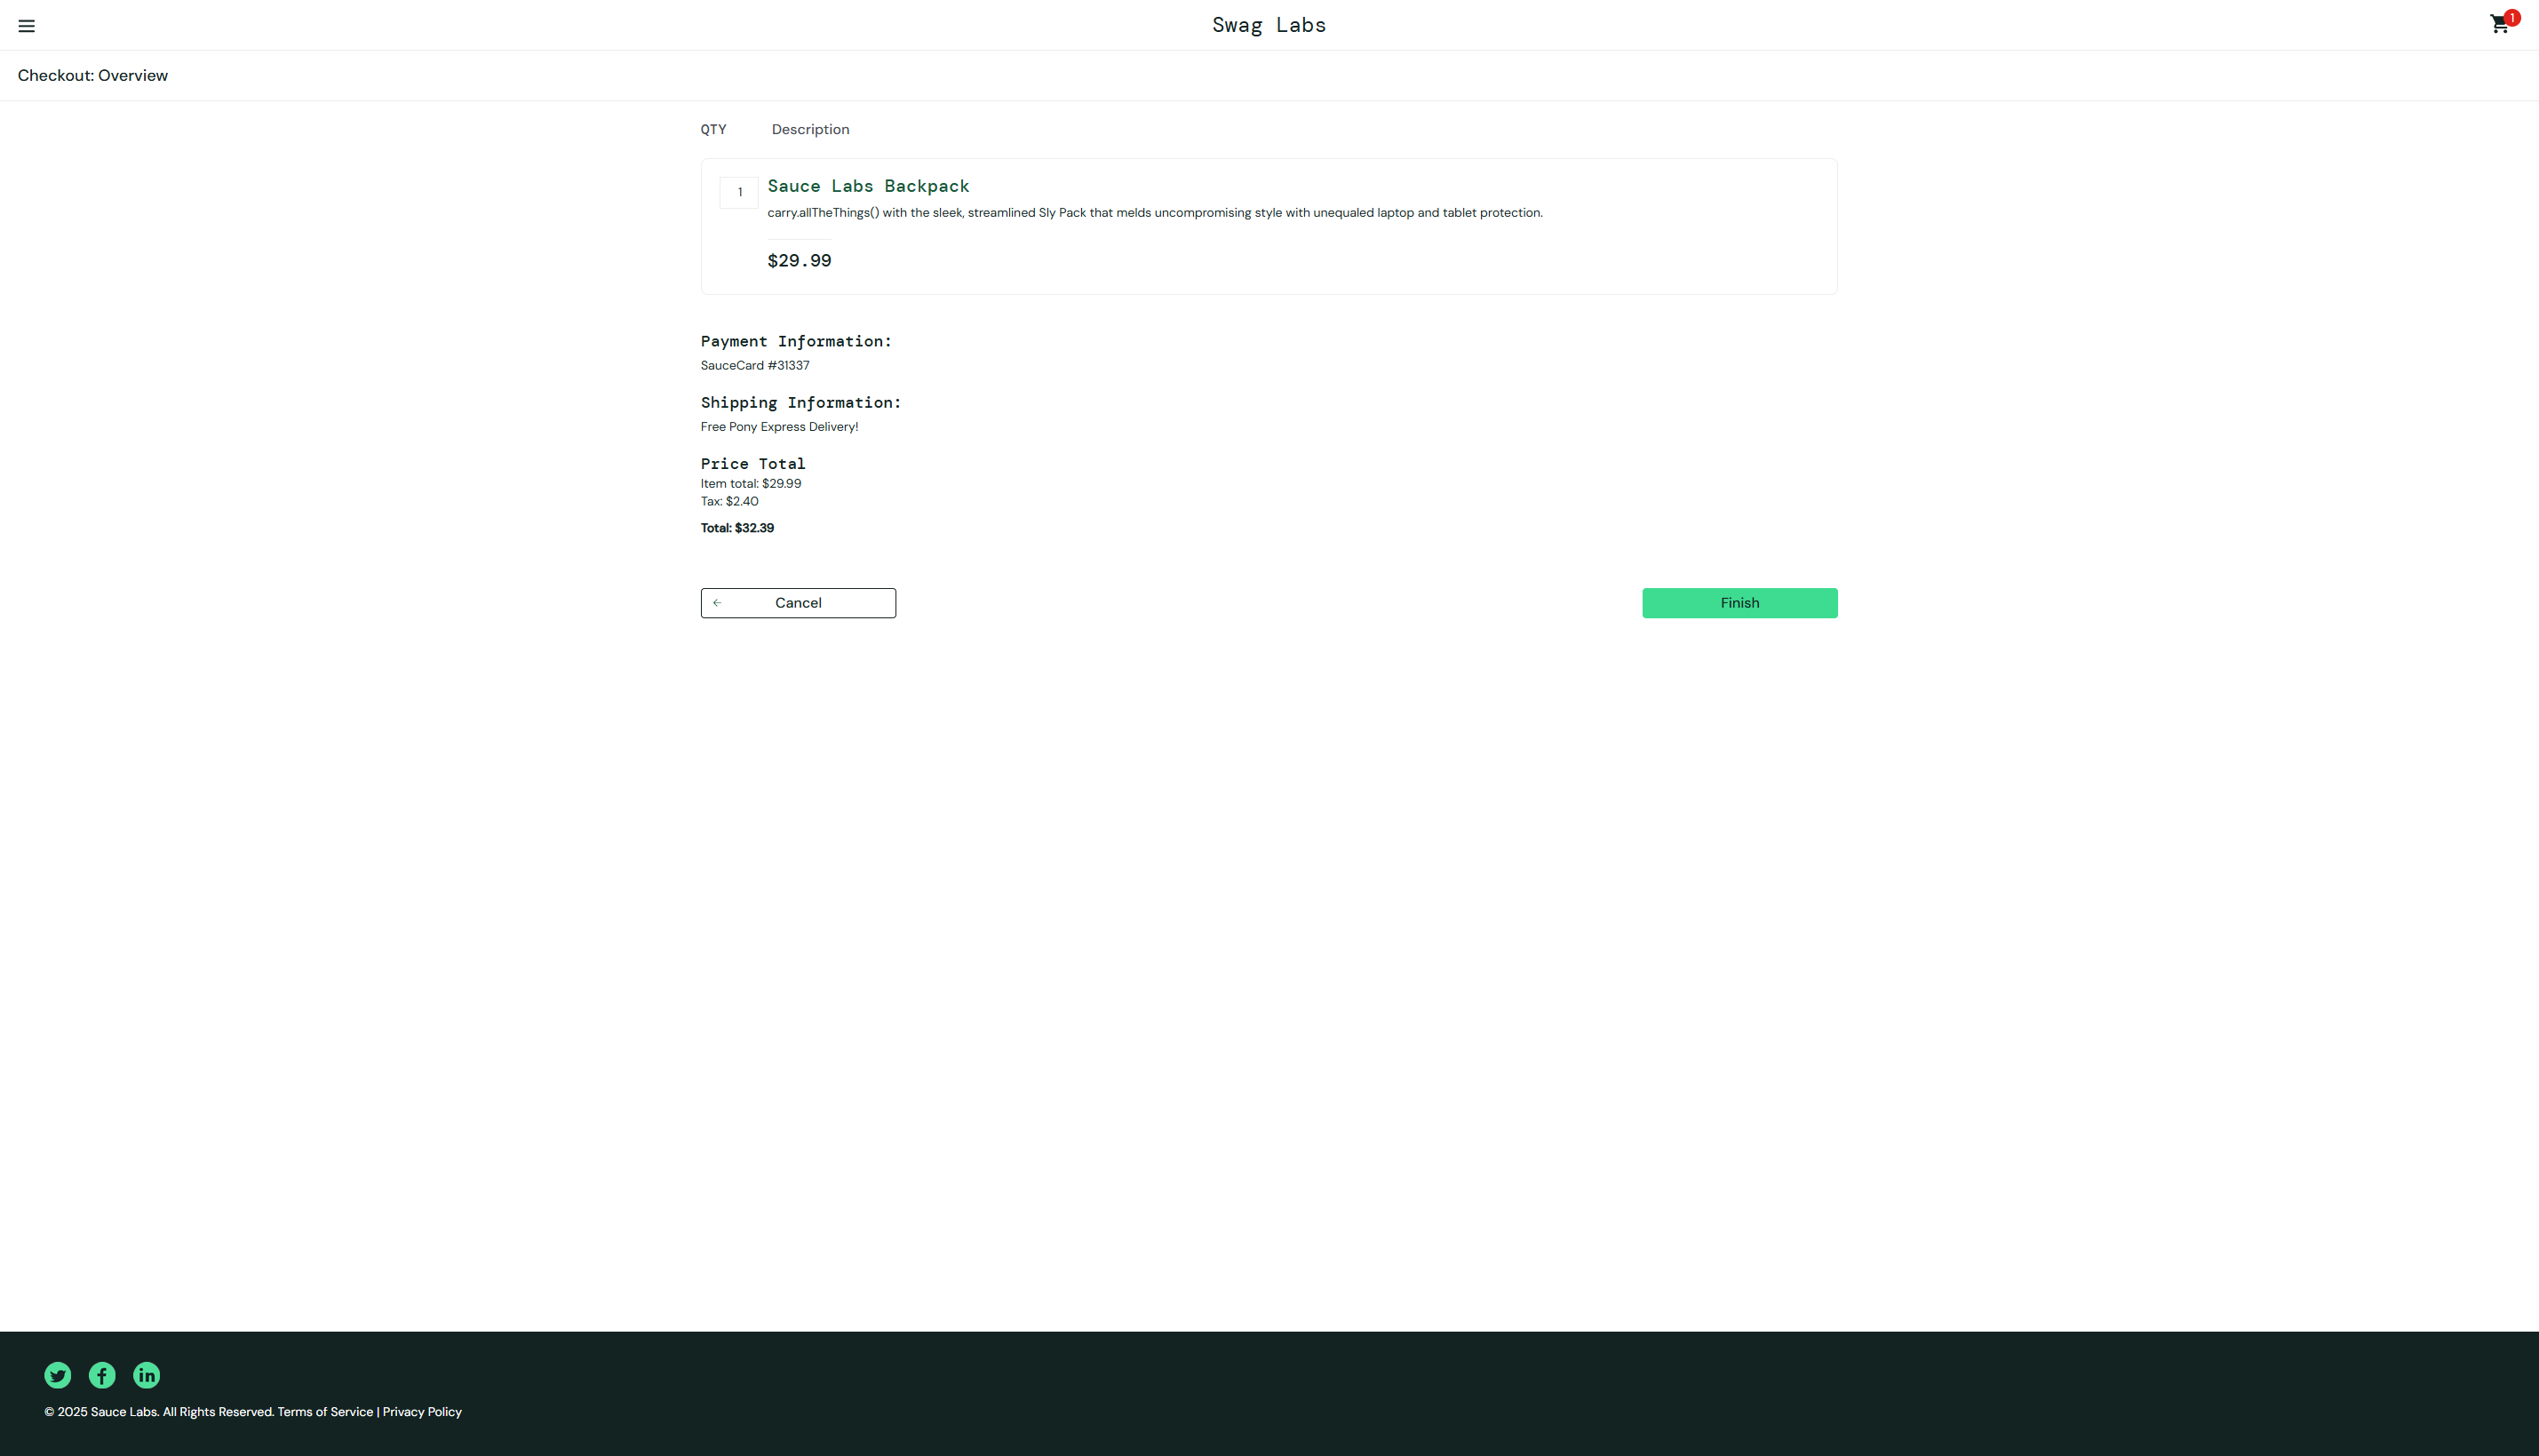 Swag Labs
1
Checkout: Overview
QTY Description
1
Sauce Labs Backpack
carry.allTheThings() with the sleek, streamlined Sly Pack that melds uncompromising style with unequaled laptop and tablet protection.
$29.99
Payment Information:
SauceCard #31337
Shipping Information:
Free Pony Express Delivery!
Price Total
Item total: $29.99
Tax: $2.40
Total: $32.39
Cancel
Finish
© 2025 Sauce Labs. All Rights Reserved. Terms of Service | Privacy Policy